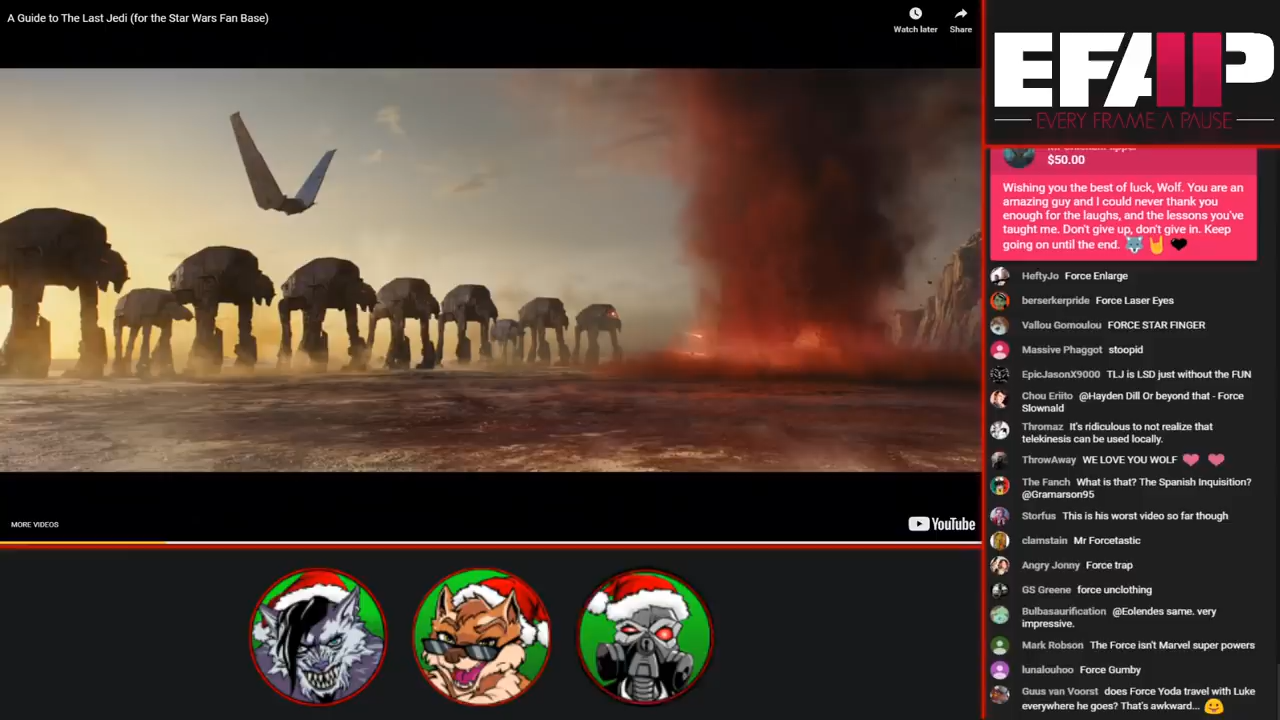 A Guide to The Last Jedi (for the Star Wars Fan Base)
Watch later
Share
MORE VIDEOS
YouTube
EFAP
EVERY FRAME A PAUSE
$50.00
Wishing you the best of luck, Wolf. You are an
amazing guy and I could never thank you
enough for the laughs, and the lessons you've
taught me. Don't give up, don't give in. Keep
going on until the end. 🐺 🤘 🖤
HeftyJo Force Enlarge
berserkerpride Force Laser Eyes
Vallou Gomoulou FORCE STAR FINGER
Massive Phaggot stoopid
EpicJasonX9000 TLJ is LSD just without the FUN
Chou Eriito @Hayden Dill Or beyond that - Force
Slownald
Thromaz It's ridiculous to not realize that
telekinesis can be used locally.
ThrowAway WE LOVE YOU WOLF 💗 💗
The Fanch What is that? The Spanish Inquisition?
@Gramarson95
Storfus This is his worst video so far though
clamstain Mr Forcetastic
Angry Jonny Force trap
GS Greene force unclothing
Bulbasaurification @Eolendes same. very
impressive.
Mark Robson The Force isn't Marvel super powers
lunalouhoo Force Gumby
Guus van Voorst does Force Yoda travel with Luke
everywhere he goes? That's awkward... 😛